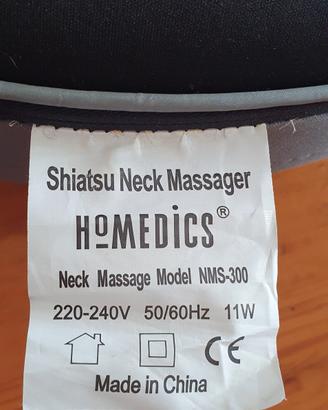 Shiatsu Neck Massager
HoMEDICS®
Neck Massage Model NMS-300
220-240V 50/60Hz 11W
CE
Made in China